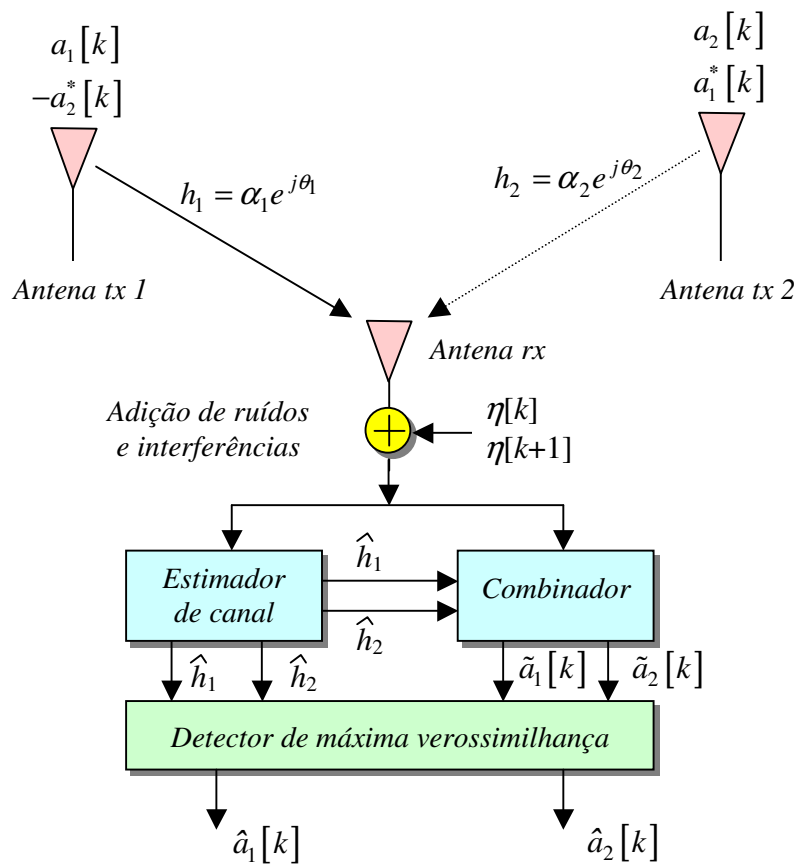 a₁[k]
−a₂*[k]
a₂[k]
a₁*[k]
h₁ = α₁e^{jθ₁}
h₂ = α₂e^{jθ₂}
Antena tx 1
Antena tx 2
Antena rx
Adição de ruídos
e interferências
η[k]
η[k+1]
Estimador
de canal
ĥ₁
ĥ₂
Combinador
ĥ₁
ĥ₂
ã₁[k]
ã₂[k]
Detector de máxima verossimilhança
â₁[k]
â₂[k]